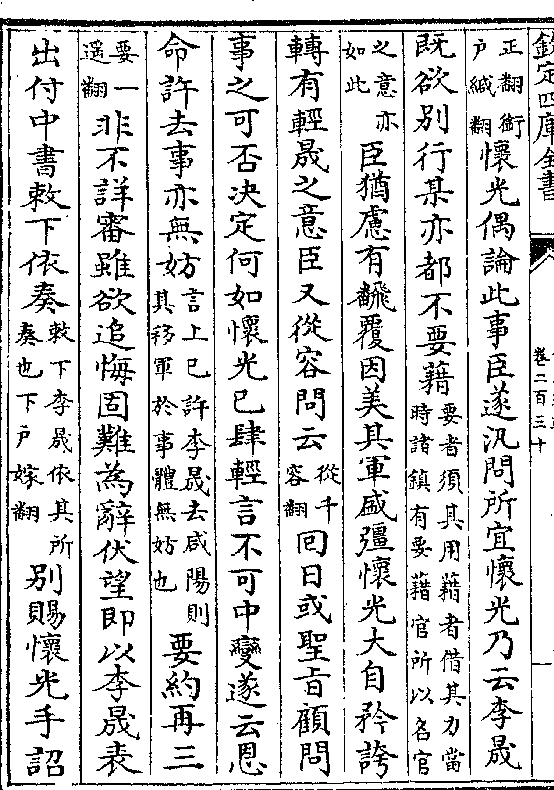 欽定四庫全書
卷二百三十
一
正翻銜
戶緘翻
懷光偶論此事臣遂汎問所宜懷光乃云李晟
既欲別行某亦都不要藉
要者須其用藉者借其力當
時諸鎮有要藉官所以名官
之意亦
如此
臣猶慮有飜覆因美其軍盛彊懷光大自矜誇
轉有輕晟之意臣又從容問云
從千
容翻
回日或聖旨顧問
事之可否決定何如懷光已肆輕言不可中變遂云恩
命許去事亦無妨
言上已許李晟去咸陽則
其移軍於事體無妨也
要約再三
要一
遥翻
非不詳審雖欲追悔固難為辭伏望即以李晟表
出付中書敕下依奏
敕下李晟依其所
奏也下戶嫁翻
別賜懷光手詔